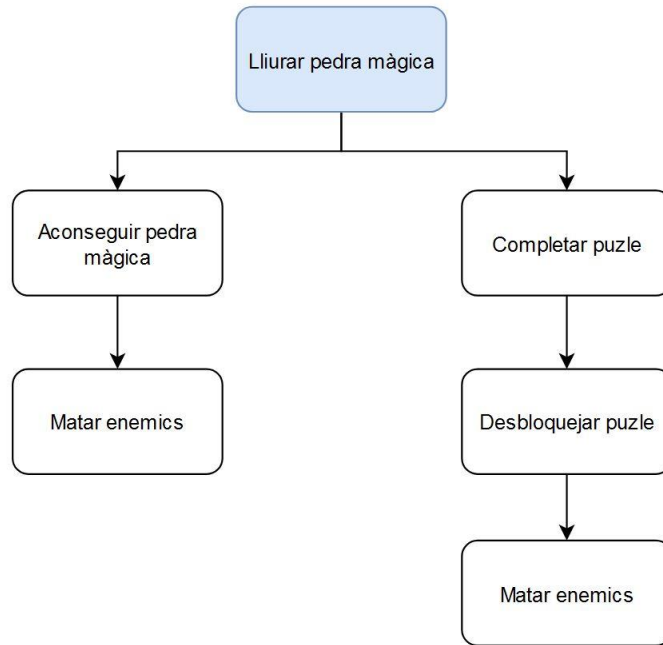 Lliurar pedra màgica
Aconseguir pedra
màgica
Completar puzle
Matar enemics
Desbloquejar puzle
Matar enemics